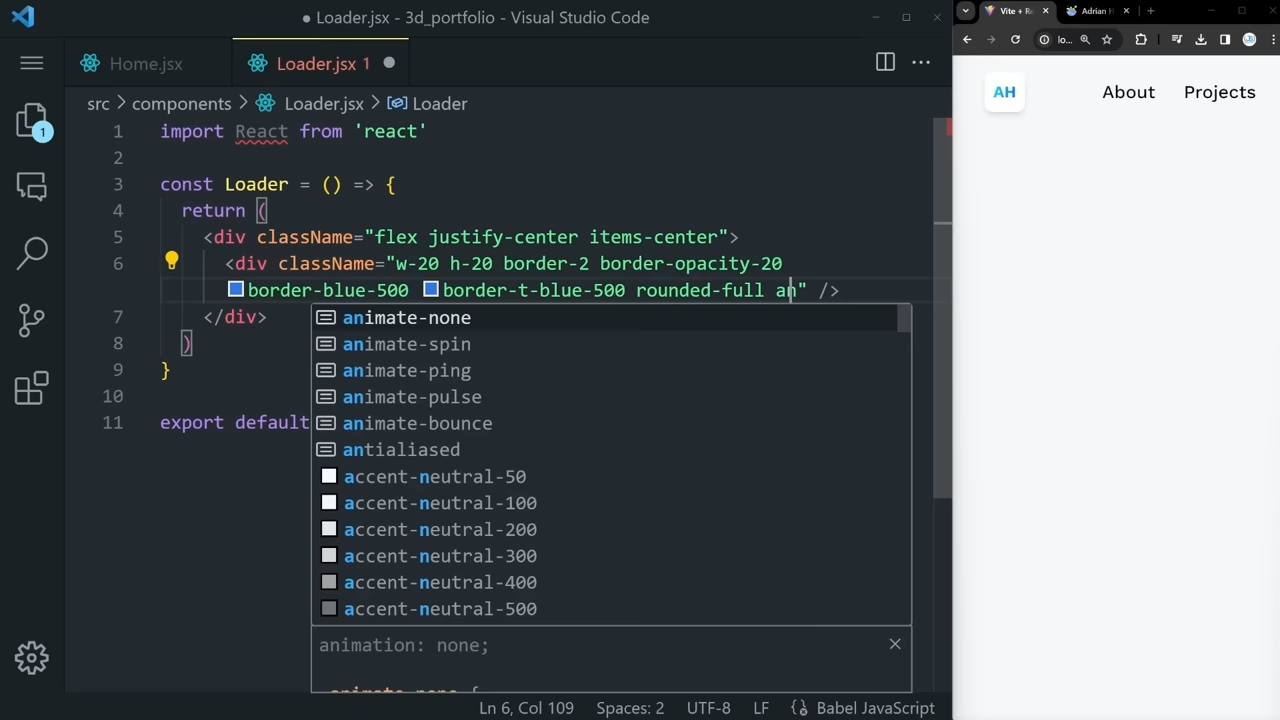 ● Loader.jsx - 3d_portfolio - Visual Studio Code
Home.jsx
Loader.jsx 1
src > components > Loader.jsx > Loader
1 import React from 'react'
2
3 const Loader = () => {
4 return (
5 <div className="flex justify-center items-center">
6 <div className="w-20 h-20 border-2 border-opacity-20
border-blue-500 border-t-blue-500 rounded-full an" />
7 </div>
8 )
9 }
10
11 export default
animate-none
animate-spin
animate-ping
animate-pulse
animate-bounce
antialiased
accent-neutral-50
accent-neutral-100
accent-neutral-200
accent-neutral-300
accent-neutral-400
accent-neutral-500
animation: none;
1
Ln 6, Col 109 Spaces: 2 UTF-8 LF Babel JavaScript
Vite + Re
Adrian H
lo...
AH
About
Projects